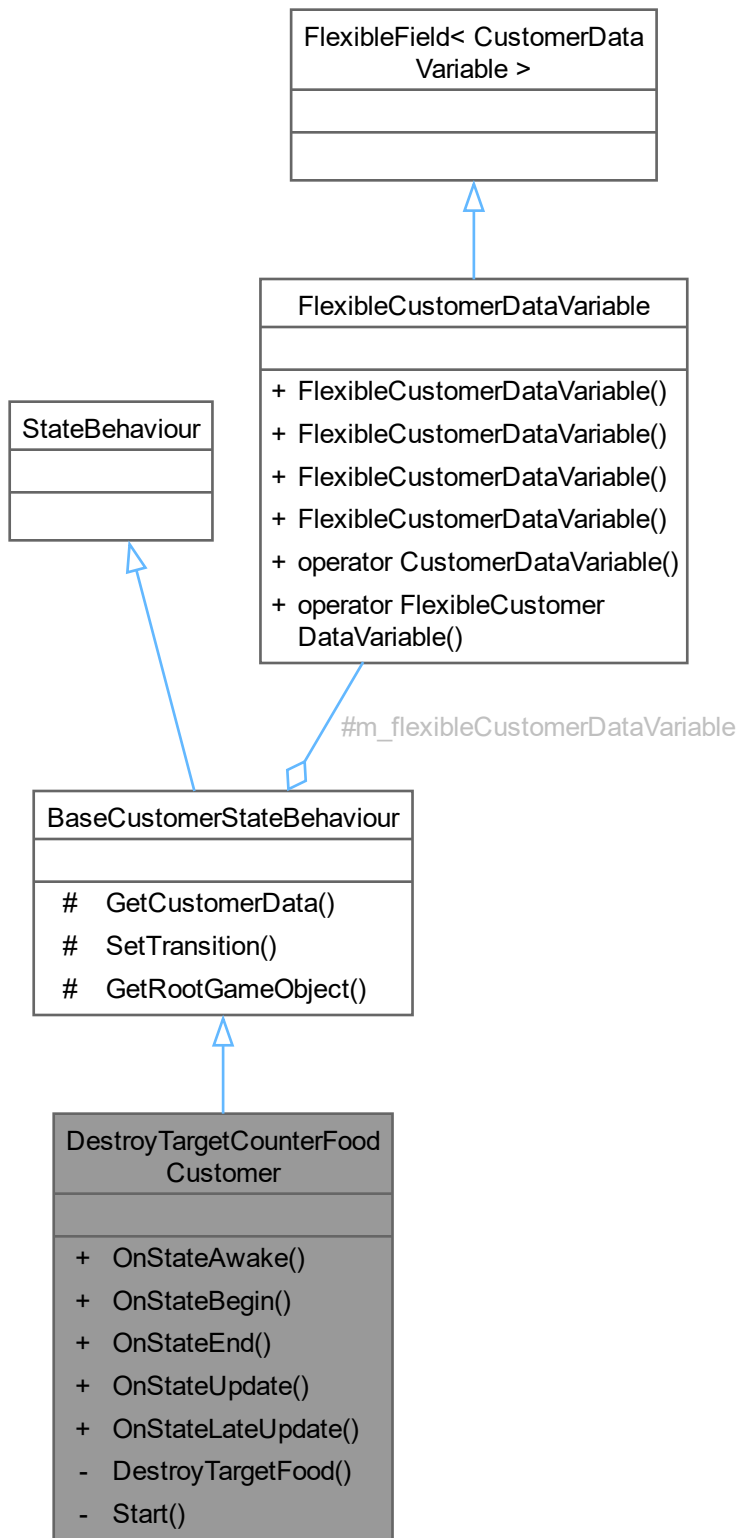 FlexibleField< CustomerData
Variable >
FlexibleCustomerDataVariable
+ FlexibleCustomerDataVariable()
+ FlexibleCustomerDataVariable()
+ FlexibleCustomerDataVariable()
+ FlexibleCustomerDataVariable()
+ operator CustomerDataVariable()
+ operator FlexibleCustomer
DataVariable()
StateBehaviour
#m_flexibleCustomerDataVariable
BaseCustomerStateBehaviour
# GetCustomerData()
# SetTransition()
# GetRootGameObject()
DestroyTargetCounterFood
Customer
+ OnStateAwake()
+ OnStateBegin()
+ OnStateEnd()
+ OnStateUpdate()
+ OnStateLateUpdate()
- DestroyTargetFood()
- Start()